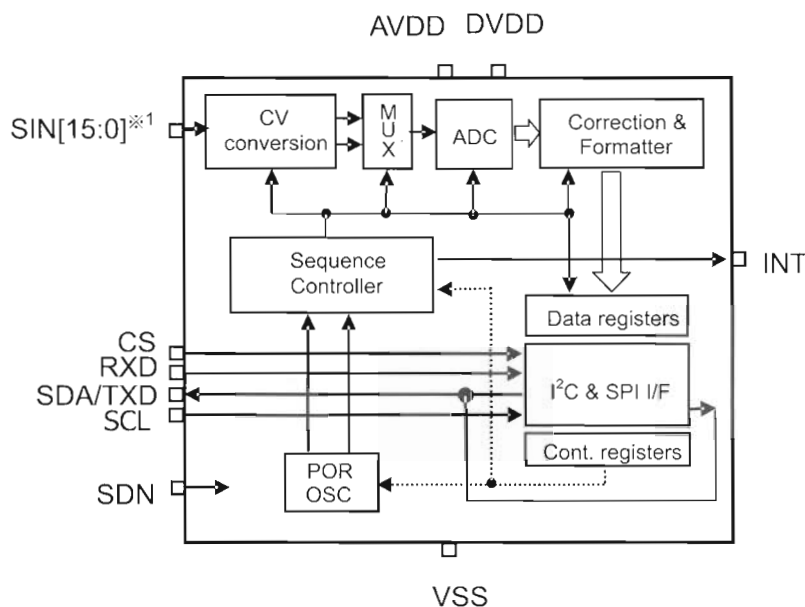 AVDD DVDD
SIN[15:0]※1
CV
conversion
M
U
X
ADC
Correction &
Formatter
Sequence
Controller
INT
Data registers
CS
RXD
SDA/TXD
SCL
I²C & SPI I/F
Cont. registers
POR
OSC
SDN
VSS